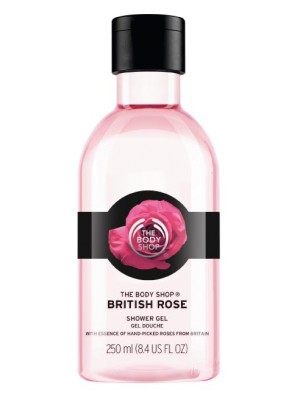 THE
BODY
SHOP
THE BODY SHOP®
BRITISH ROSE
SHOWER GEL
GEL DOUCHE
WITH ESSENCE OF HAND-PICKED ROSES FROM BRITAIN
250 ml (8.4 US FL OZ)